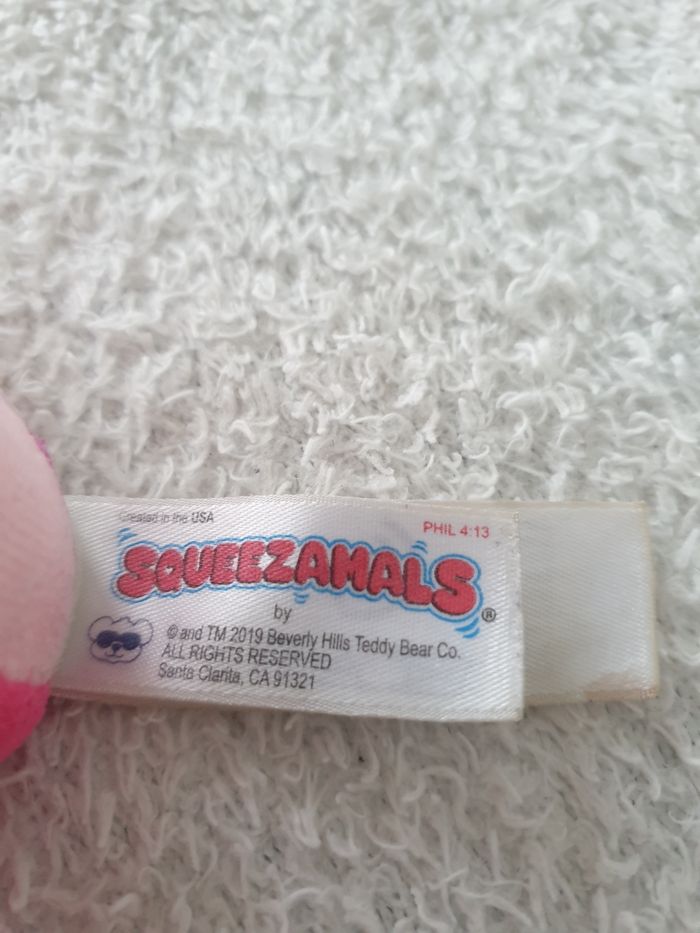 Created in the USA
PHIL 4:13
SQUEEZAMALS®
by
© and TM 2019 Beverly Hills Teddy Bear Co.
ALL RIGHTS RESERVED
Santa Clarita, CA 91321